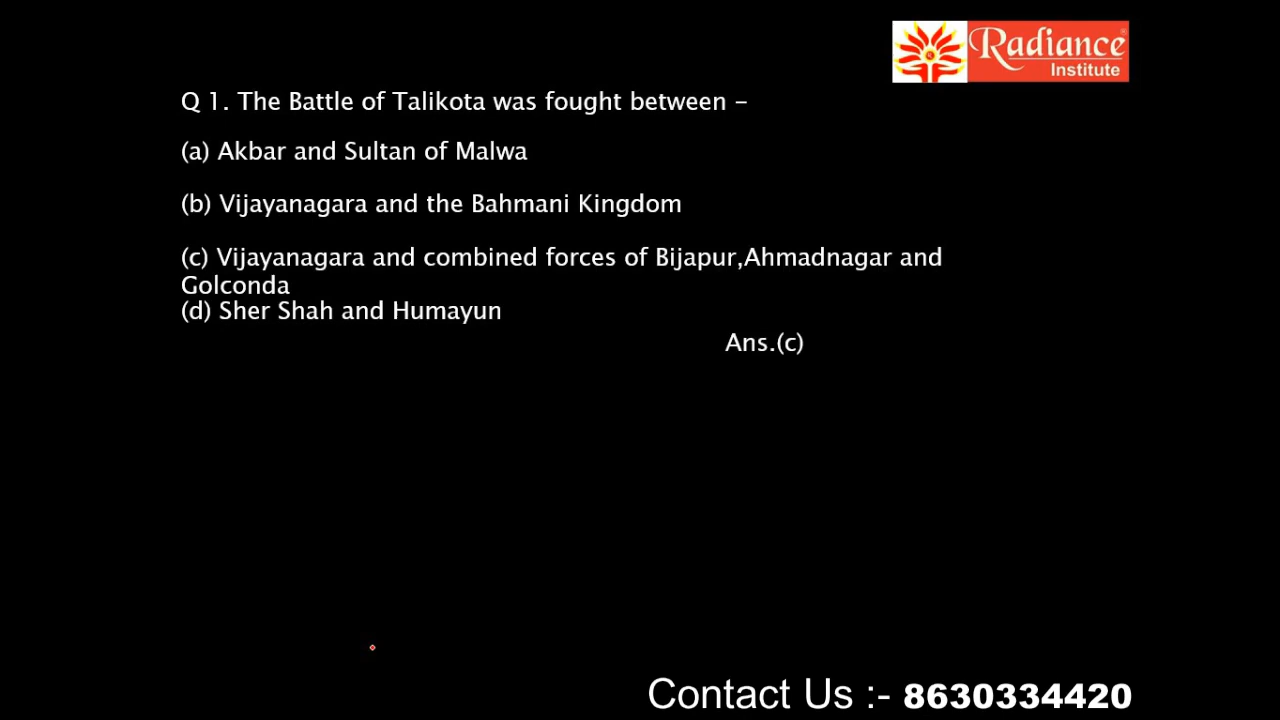 Radiance
Institute
Q 1. The Battle of Talikota was fought between –
(a) Akbar and Sultan of Malwa
(b) Vijayanagara and the Bahmani Kingdom
(c) Vijayanagara and combined forces of Bijapur,Ahmadnagar and
Golconda
(d) Sher Shah and Humayun
Ans.(c)
Contact Us :- 8630334420